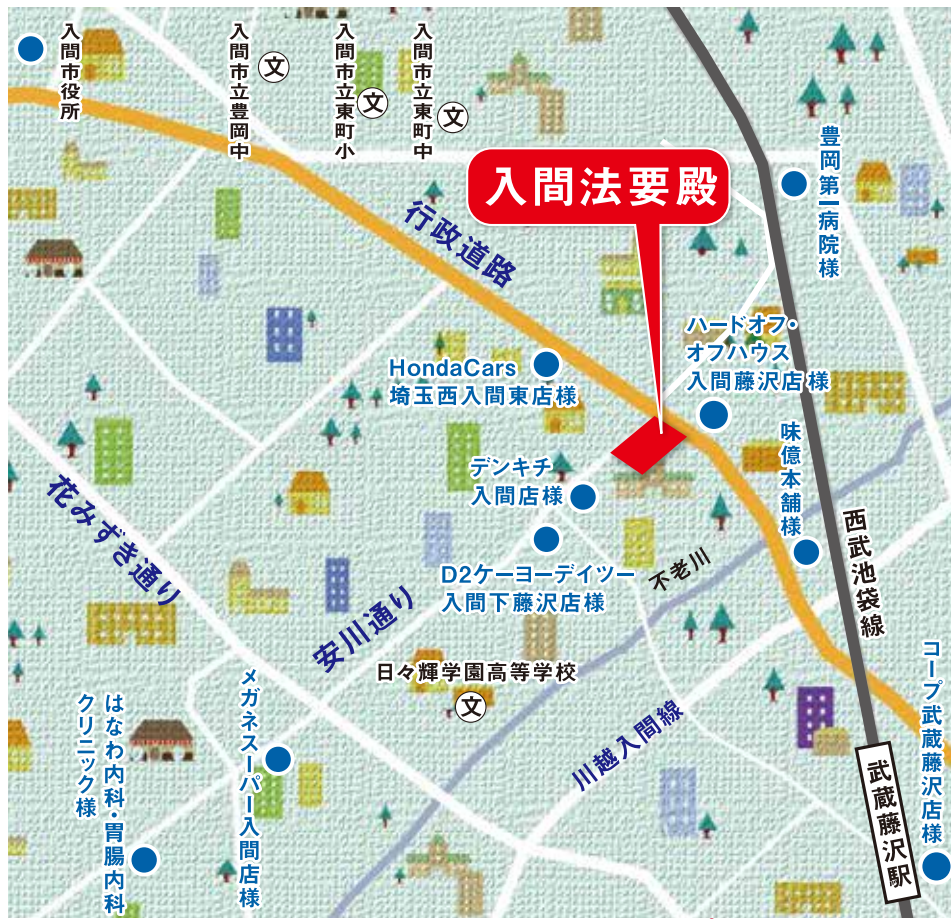 入間市役所
入間市立豊岡中
文
入間市立東町小
文
入間市立東町中
文
豊岡第一病院様
入間法要殿
行政道路
ハードオフ・
オフハウス
入間藤沢店様
HondaCars
埼玉西入間東店様
味億本舗様
デンキチ
入間店様
花みずき通り
西武池袋線
D2ケーヨーデイツー
入間下藤沢店様
不老川
安川通り
日々輝学園高等学校
文
コープ武蔵藤沢店様
メガネスーパー入間店様
川越入間線
はなわ内科・胃腸内科
クリニック様
武蔵藤沢駅